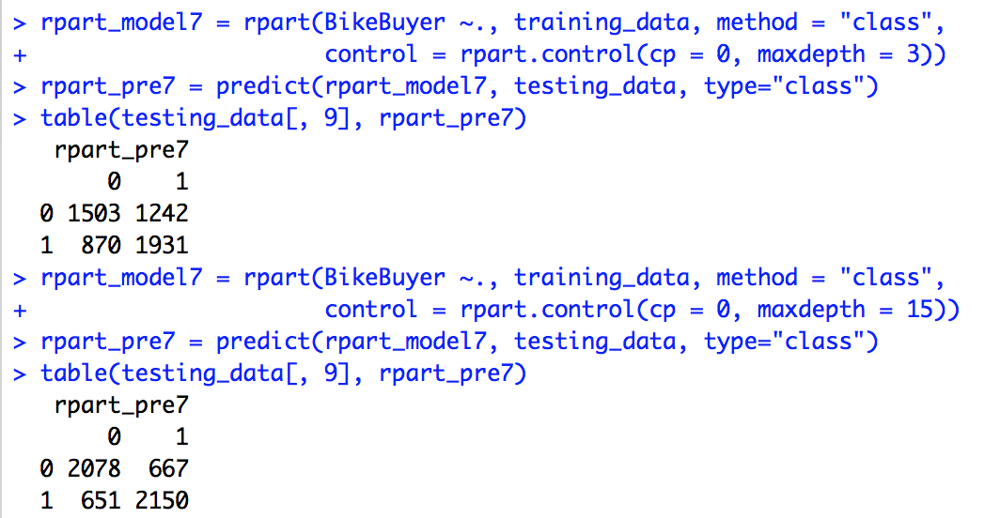 > rpart_model7 = rpart(BikeBuyer ~., training_data, method = "class",
+                      control = rpart.control(cp = 0, maxdepth = 3))
> rpart_pre7 = predict(rpart_model7, testing_data, type="class")
> table(testing_data[, 9], rpart_pre7)
   rpart_pre7
       0    1
  0 1503 1242
  1  870 1931
> rpart_model7 = rpart(BikeBuyer ~., training_data, method = "class",
+                      control = rpart.control(cp = 0, maxdepth = 15))
> rpart_pre7 = predict(rpart_model7, testing_data, type="class")
> table(testing_data[, 9], rpart_pre7)
   rpart_pre7
       0    1
  0 2078  667
  1  651 2150